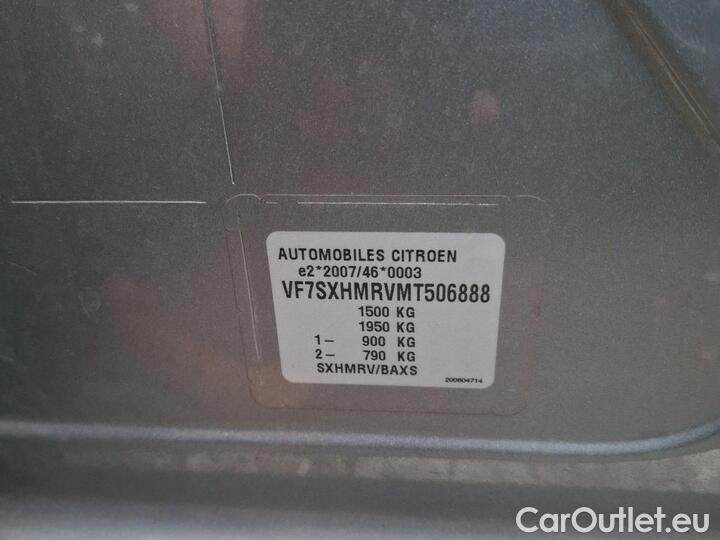 AUTOMOBILES CITROEN
e2*2007/46*0003
VF7SXHMRVMT506888
1500 KG
1950 KG
1- 900 KG
2- 790 KG
SXHMRV/BAXS
200604714
CarOutlet.eu